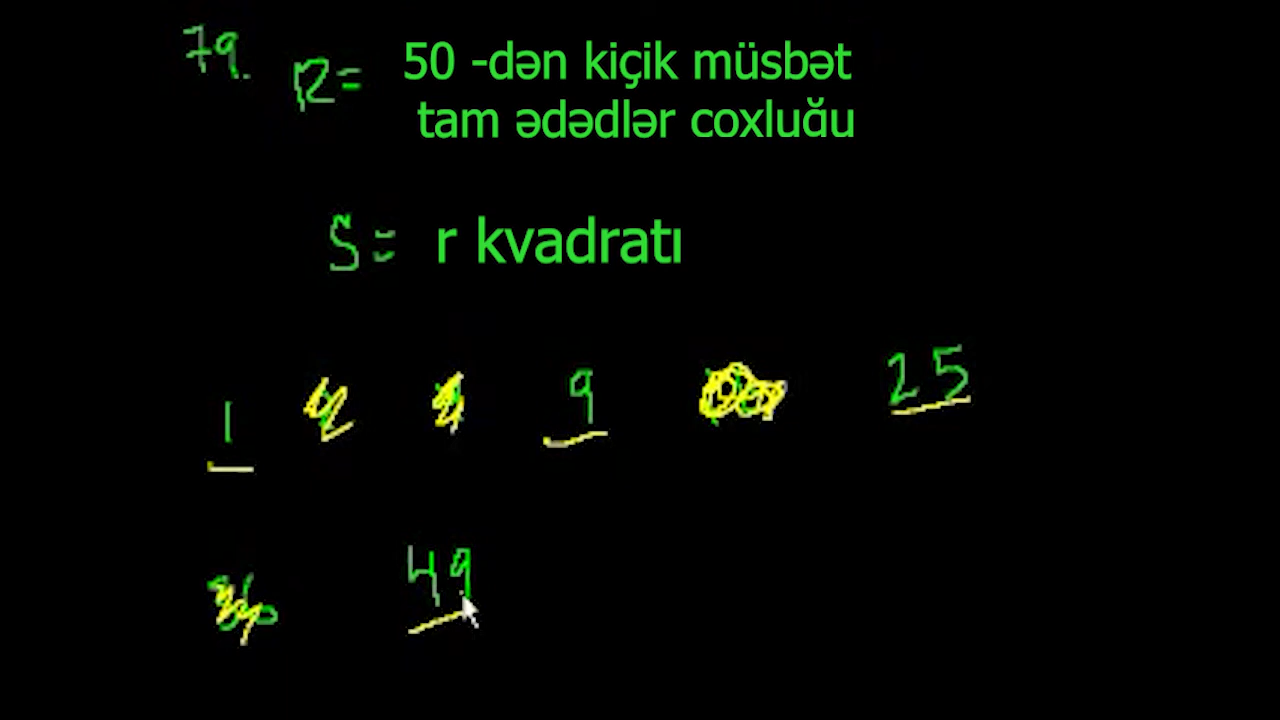 79. R = 50 -dən kiçik müsbət
tam ədədlər coxluğu
S = r kvadratı
1 9 25
49